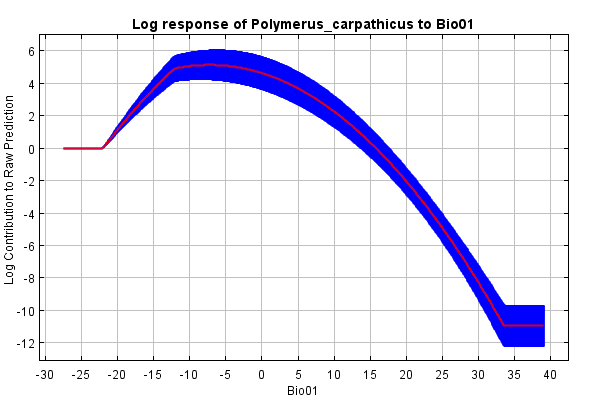 Log response of Polymerus_carpathicus to Bio01
Log Contribution to Raw Prediction
6
4
2
0
-2
-4
-6
-8
-10
-12
-30 -25 -20 -15 -10 -5 0 5 10 15 20 25 30 35 40
Bio01